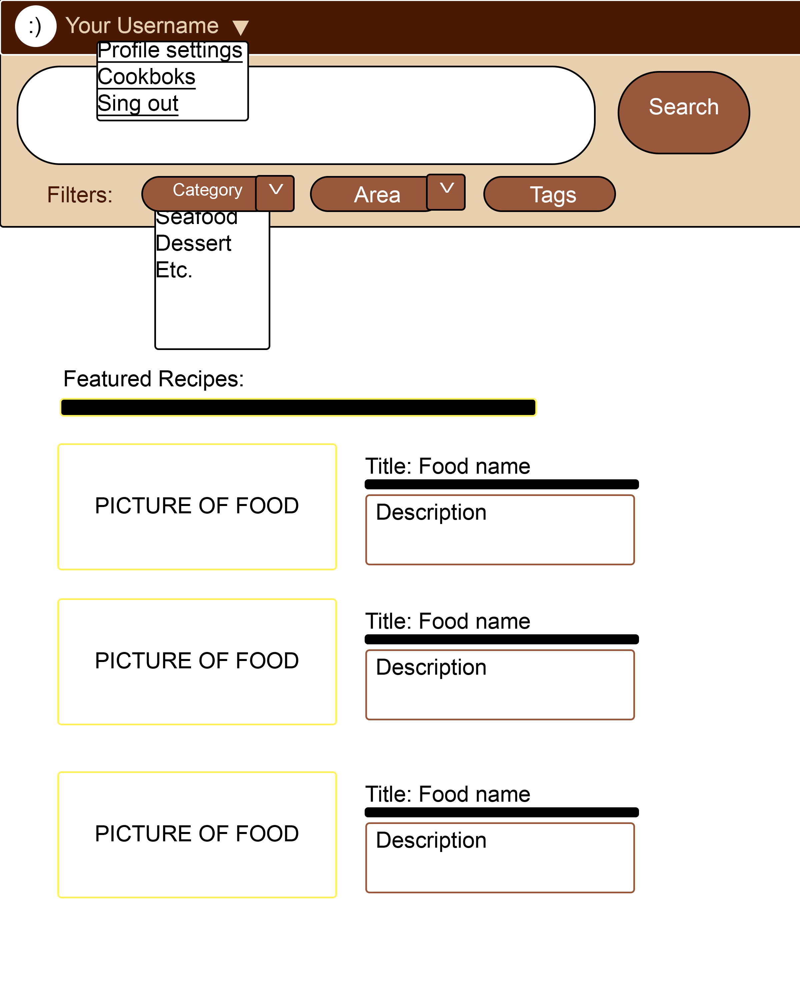 :) Your Username
Profile settings
Cookboks
Sing out
Search
Filters: Category V Area V Tags
Seafood
Dessert
Etc.
Featured Recipes:
PICTURE OF FOOD
Title: Food name
Description
PICTURE OF FOOD
Title: Food name
Description
PICTURE OF FOOD
Title: Food name
Description